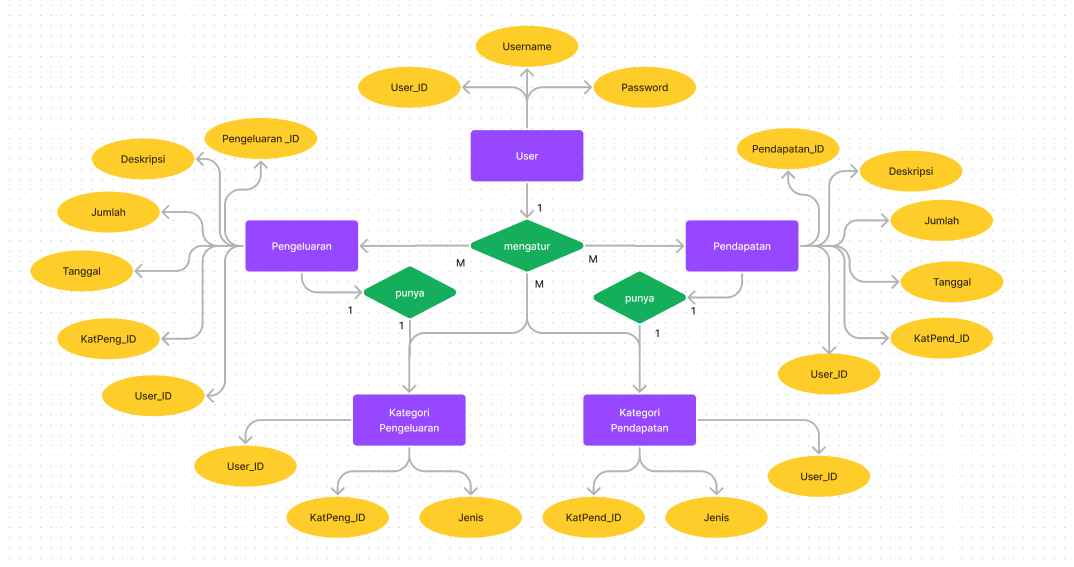 Username
User_ID
Password
Pengeluaran _ID
Deskripsi
User
Pendapatan_ID
Deskripsi
Jumlah
1
Jumlah
Pengeluaran
mengatur
Pendapatan
Tanggal
M
M
Tanggal
M
punya
punya
1
1
1
1
KatPeng_ID
KatPend_ID
User_ID
User_ID
Kategori
Pengeluaran
Kategori
Pendapatan
User_ID
User_ID
KatPeng_ID
Jenis
KatPend_ID
Jenis